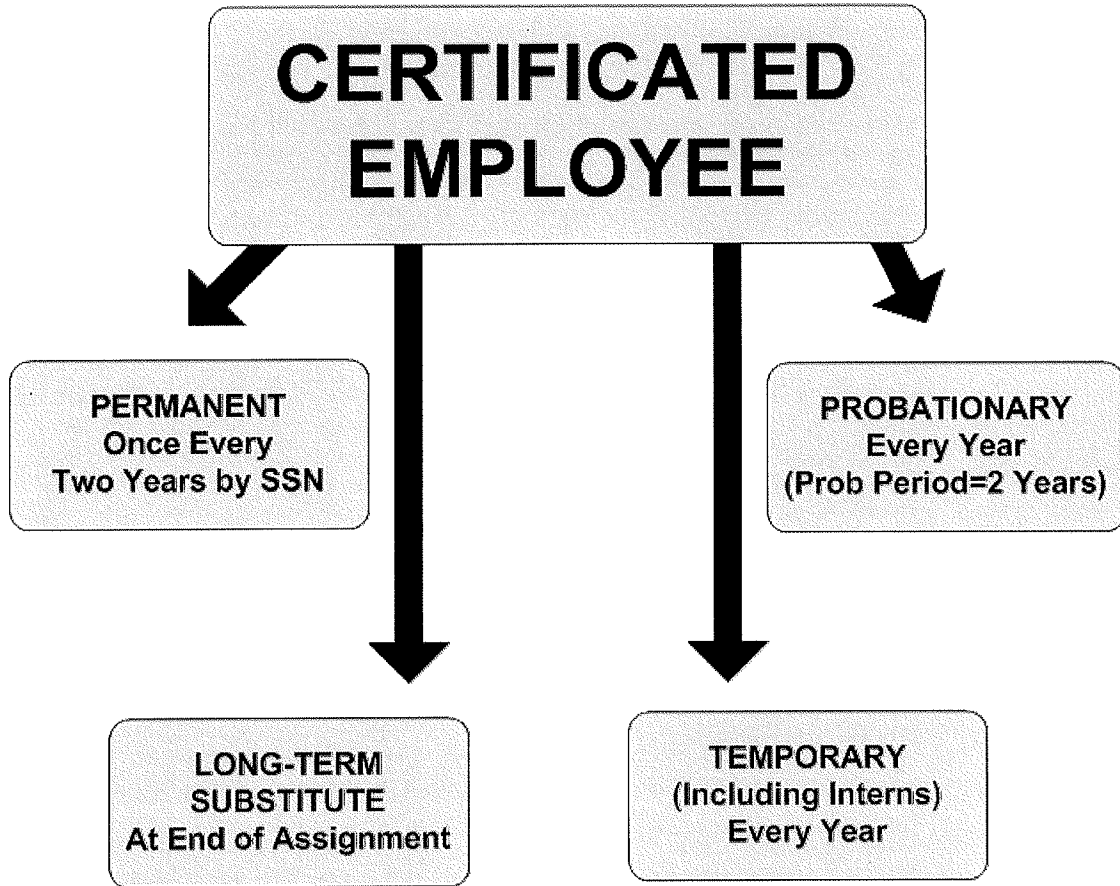 CERTIFICATED
EMPLOYEE
PERMANENT
Once Every
Two Years by SSN
PROBATIONARY
Every Year
(Prob Period=2 Years)
LONG-TERM
SUBSTITUTE
At End of Assignment
TEMPORARY
(Including Interns)
Every Year